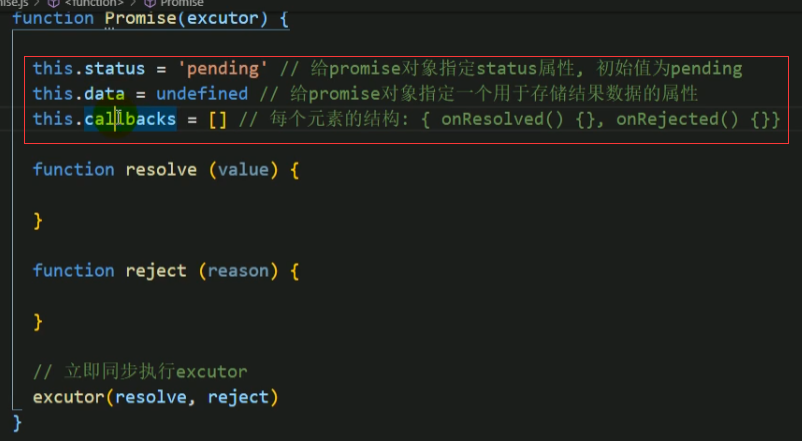 ise.js > <function> > Promise
function Promise(excutor) {
this.status = 'pending' // 给promise对象指定status属性, 初始值为pending
this.data = undefined // 给promise对象指定一个用于存储结果数据的属性
this.callbacks = [] // 每个元素的结构: { onResolved() {}, onRejected() {}}
function resolve (value) {
}
function reject (reason) {
}
// 立即同步执行excutor
excutor(resolve, reject)
}